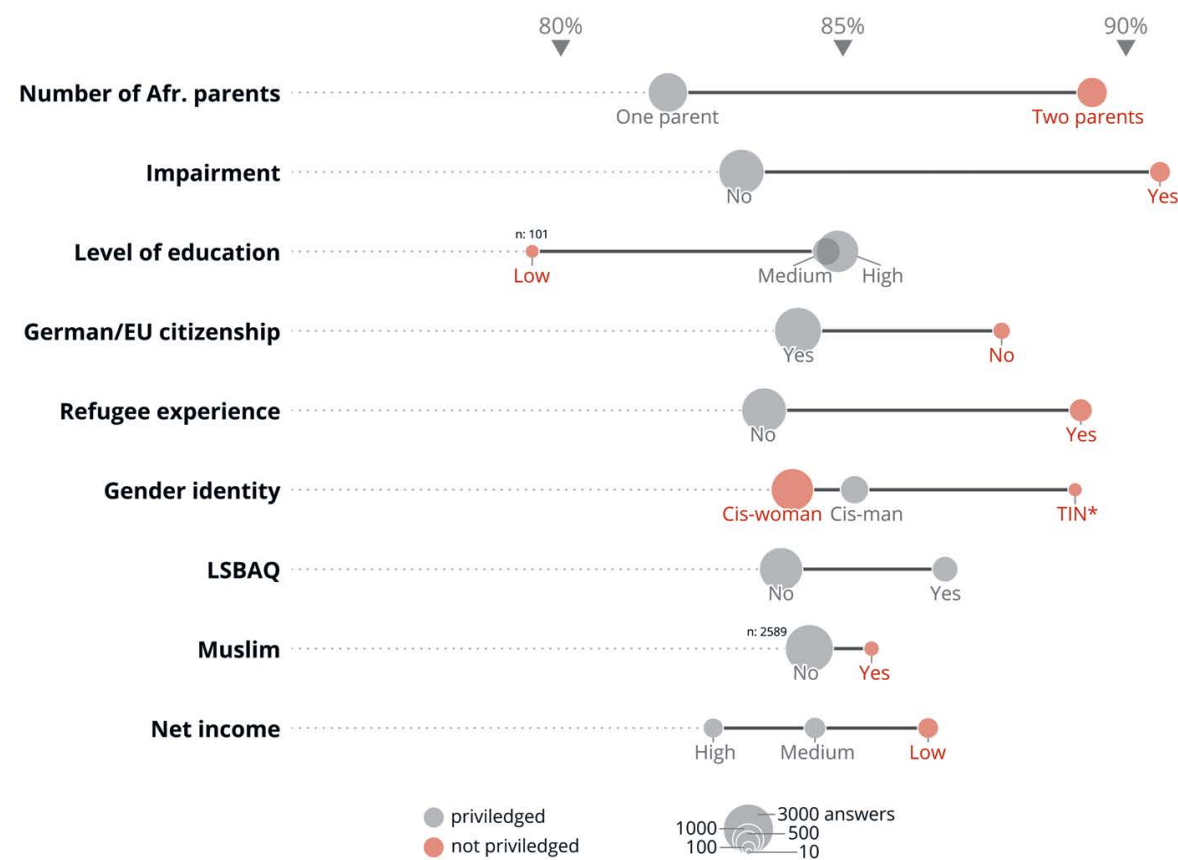 80% 85% 90%
Number of Afr. parents
One parent Two parents
Impairment
No Yes
n: 101
Level of education
Low Medium High
German/EU citizenship
Yes No
Refugee experience
No Yes
Gender identity
Cis-woman Cis-man TIN*
LSBAQ
No Yes
n: 2589
Muslim
No Yes
Net income
High Medium Low
priviledged
not priviledged
3000 answers
1000 500
100 10